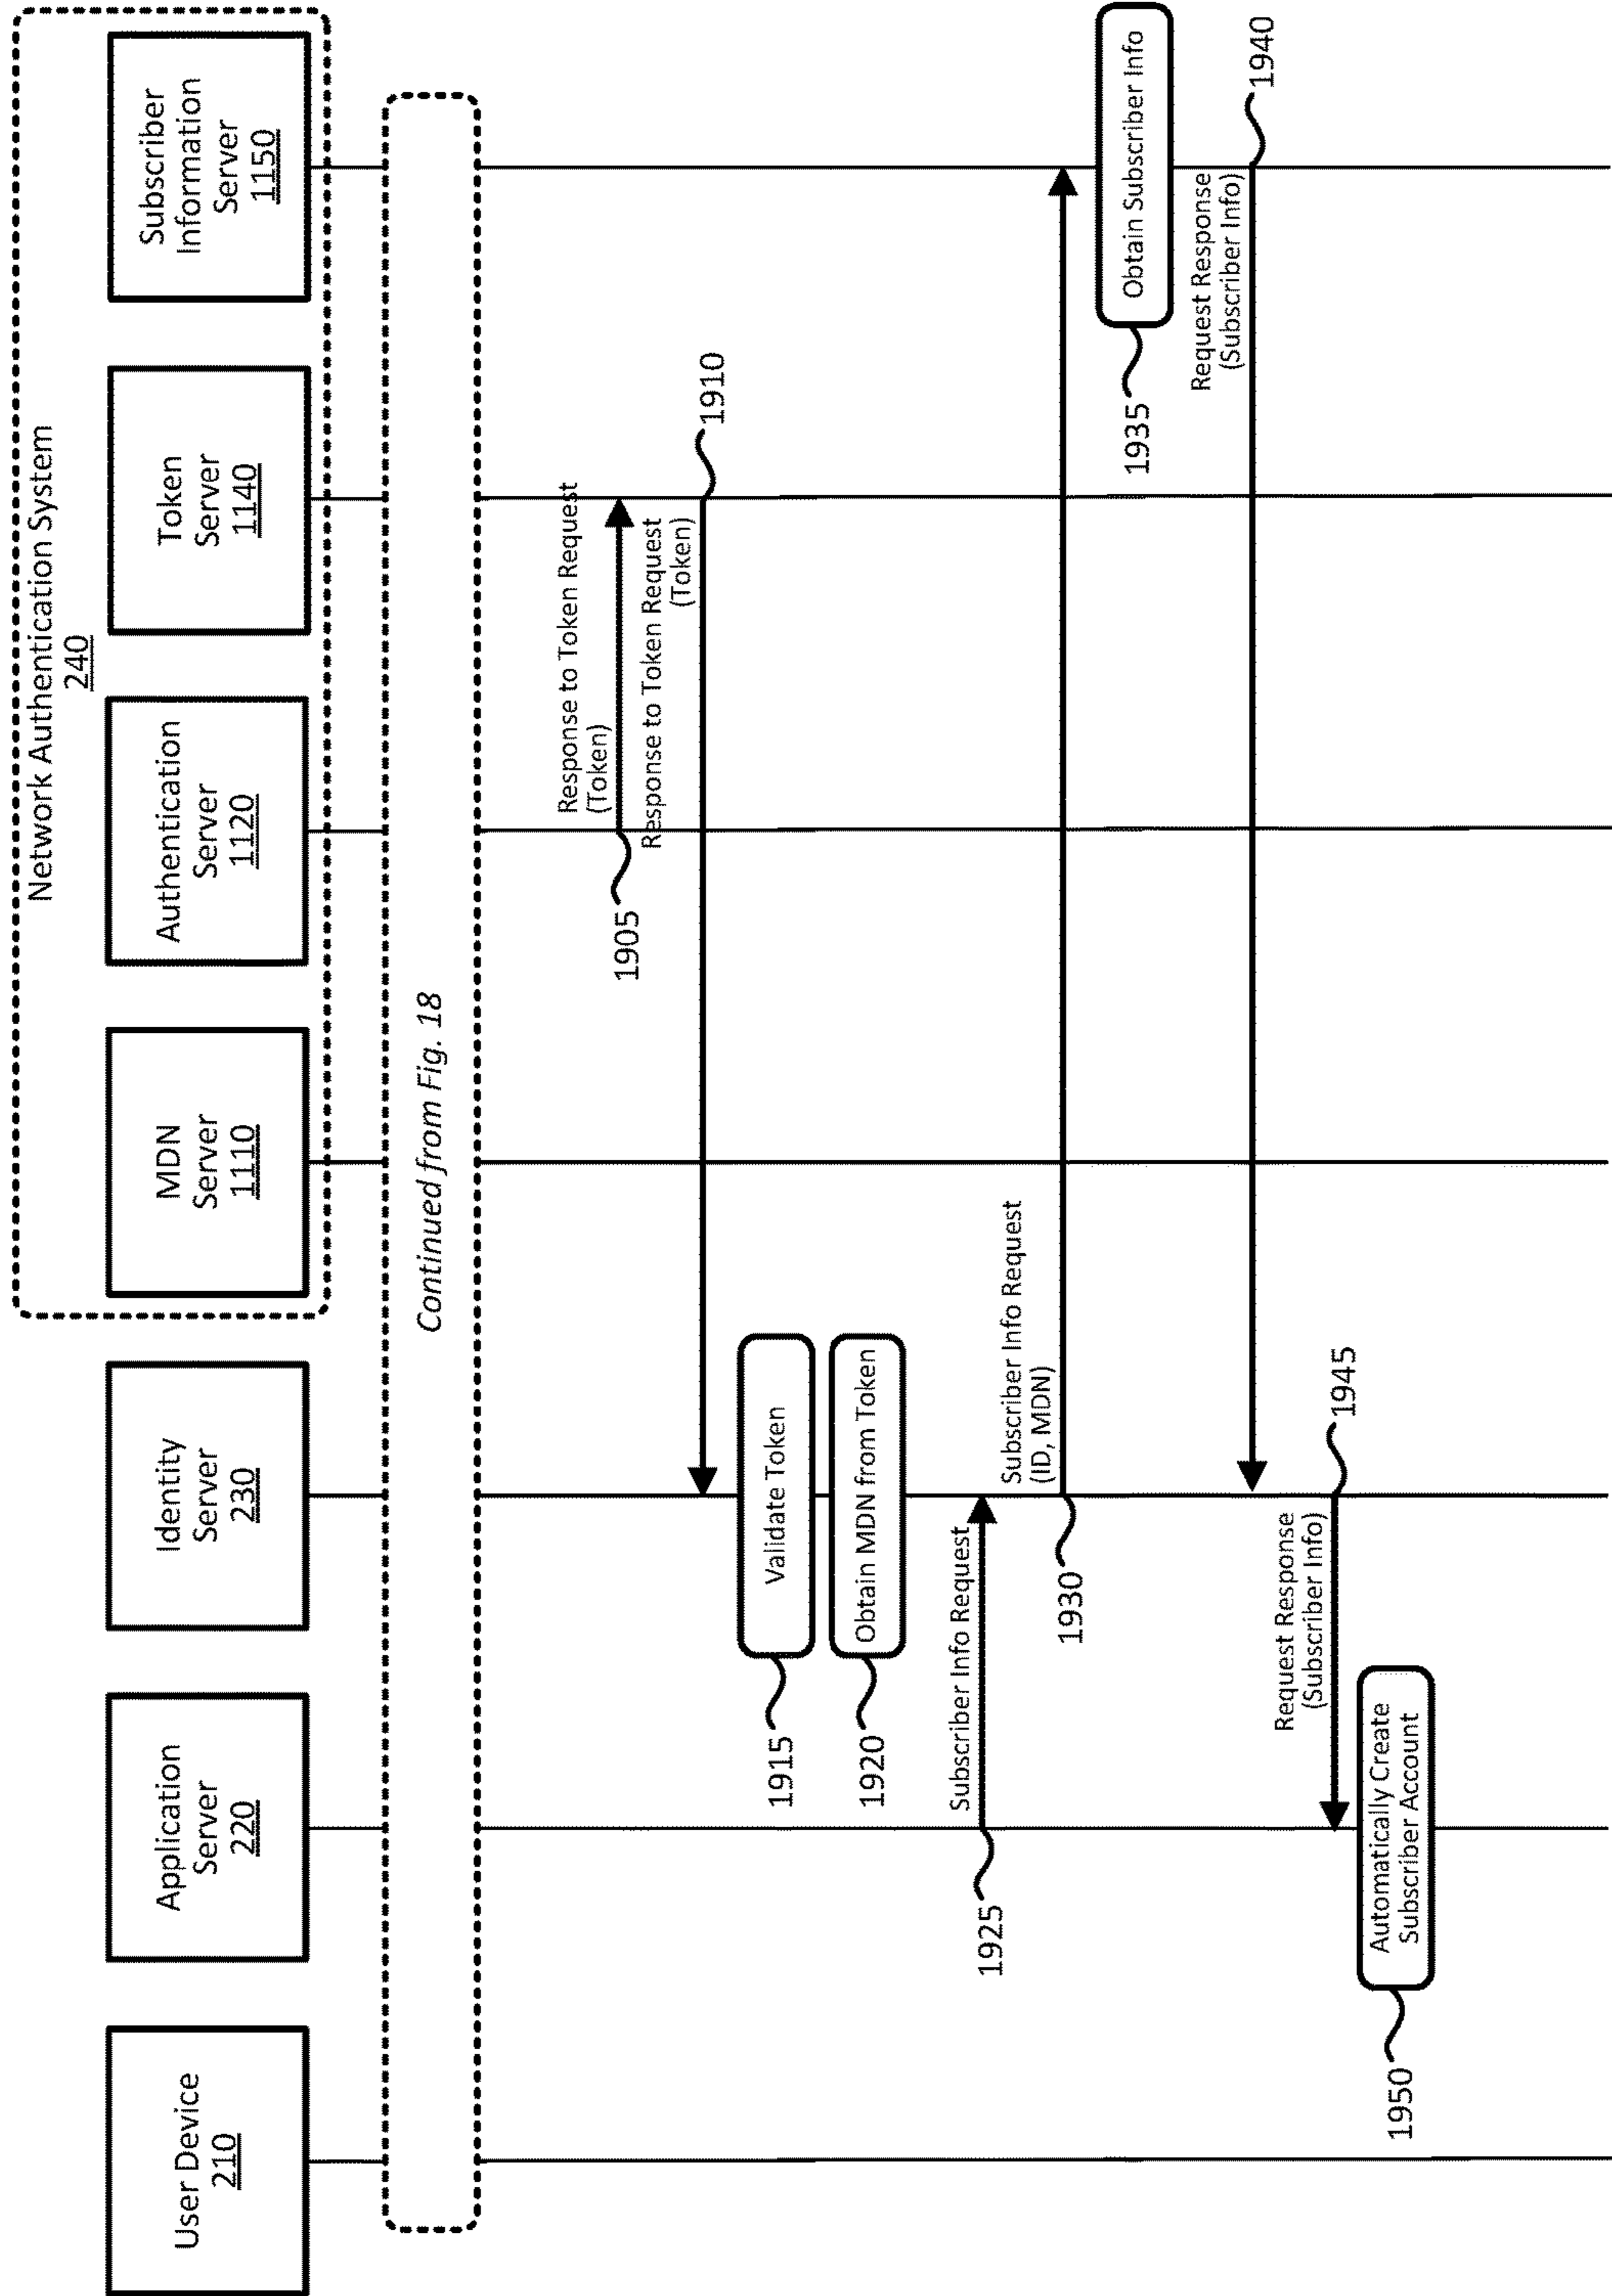 Network Authentication System
240
User Device
210
Application
Server
220
Identity
Server
230
MDN
Server
1110
Authentication
Server
1120
Token
Server
1140
Subscriber
Information
Server
1150
Continued from Fig. 18
Response to Token Request
(Token)
1905
Response to Token Request
(Token)
1910
1915
Validate Token
1920
Obtain MDN from Token
Subscriber Info Request
1925
Subscriber Info Request
(ID, MDN)
1930
1935
Obtain Subscriber Info
Request Response
(Subscriber Info)
1940
Request Response
(Subscriber Info)
1945
1950
Automatically Create
Subscriber Account